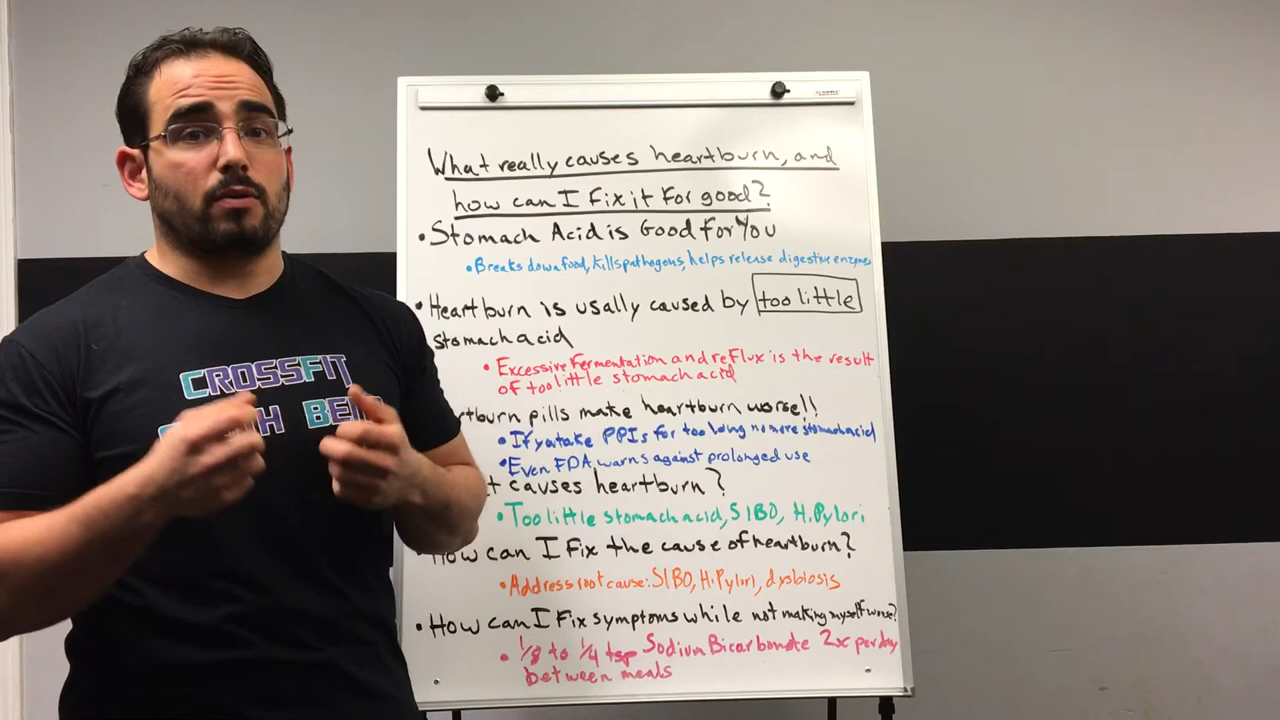 What really causes heartburn, and
how can I fix it for good?
• Stomach Acid is Good for You
• Breaks down food, kills pathogens, helps release digestive enzymes
• Heartburn is usally caused by too little
stomach acid
• Excessive fermentation and reflux is the result
of too little stomach acid
rtburn pills make heartburn worse!!
• If you take PPIs for too long no more stomach acid
• Even FDA warns against prolonged use
t causes heartburn?
• Too little stomach acid, SIBO, H. Pylori
• How can I fix the cause of heartburn?
• Address root cause: SIBO, H. Pylori, dysbiosis
• How can I fix symptoms while not making myself worse?
• 1/8 to 1/4 tsp Sodium Bicarbonate 2x per day
between meals
CROSSFIT